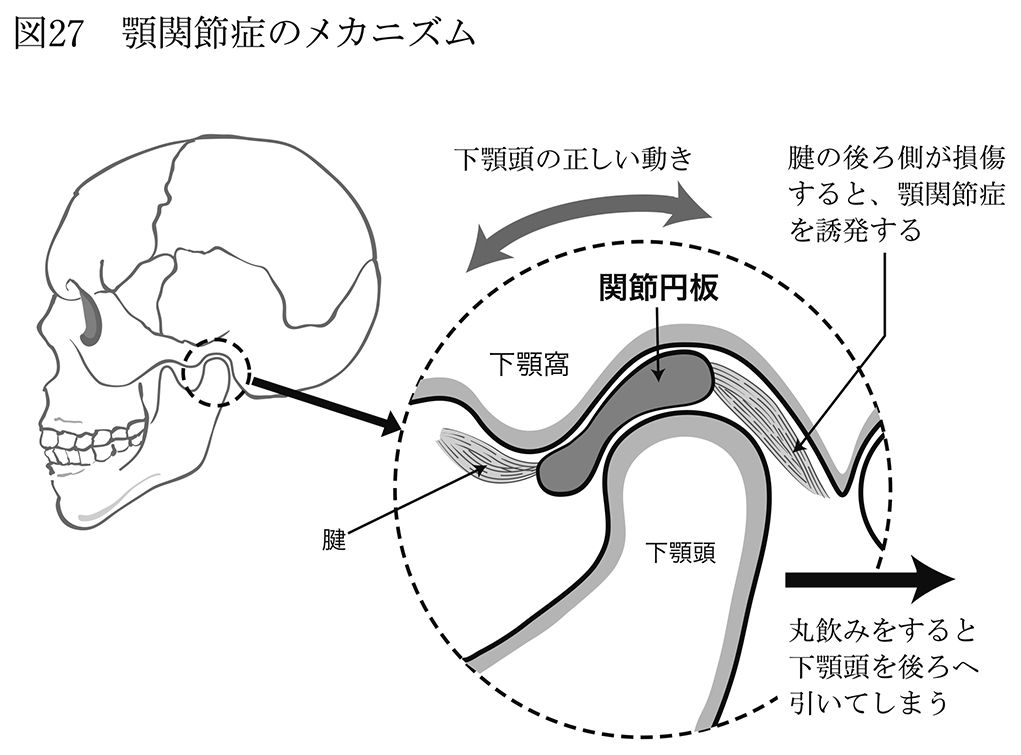 図27　顎関節症のメカニズム
下顎頭の正しい動き
腱の後ろ側が損傷
すると、顎関節症
を誘発する
関節円板
下顎窩
腱
下顎頭
丸飲みをすると
下顎頭を後ろへ
引いてしまう